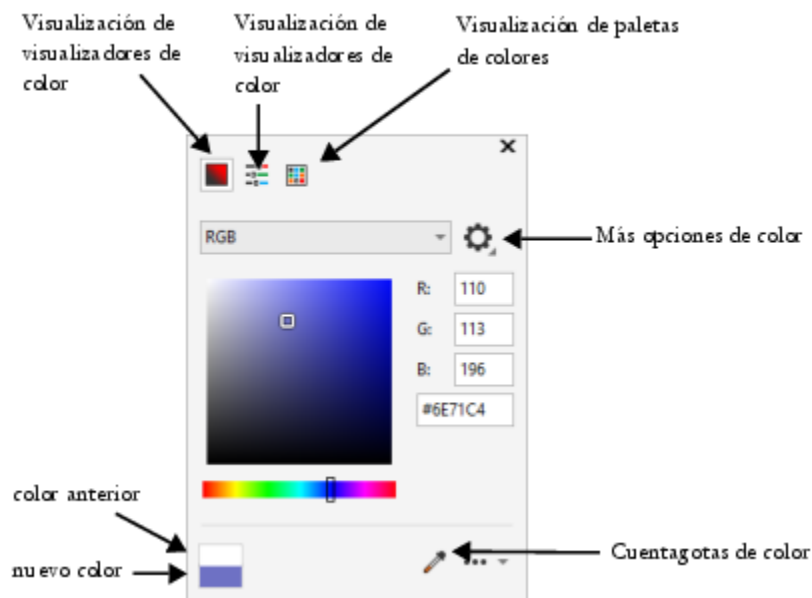 Visualización de
visualizadores de
color
Visualización de
visualizadores de
color
Visualización de paletas
de colores
RGB
Más opciones de color
R: 110
G: 113
B: 196
#6E71C4
color anterior
nuevo color
Cuentagotas de color